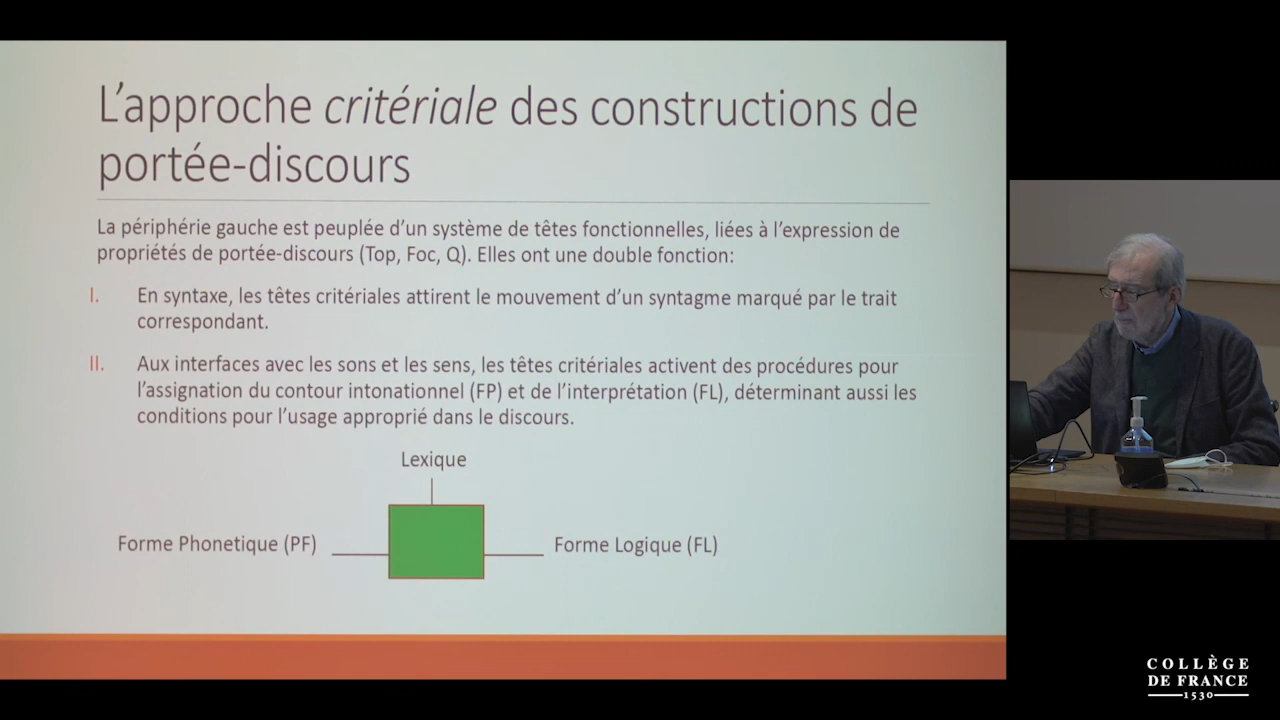 L'approche critériale des constructions de
portée-discours
La périphérie gauche est peuplée d'un système de têtes fonctionnelles, liées à l'expression de
propriétés de portée-discours (Top, Foc, Q). Elles ont une double fonction:
I. En syntaxe, les têtes critériales attirent le mouvement d'un syntagme marqué par le trait
correspondant.
II. Aux interfaces avec les sons et les sens, les têtes critériales activent des procédures pour
l'assignation du contour intonationnel (FP) et de l'interprétation (FL), déterminant aussi les
conditions pour l'usage approprié dans le discours.
Lexique
Forme Phonetique (PF)
Forme Logique (FL)
COLLÈGE
DE FRANCE
1530